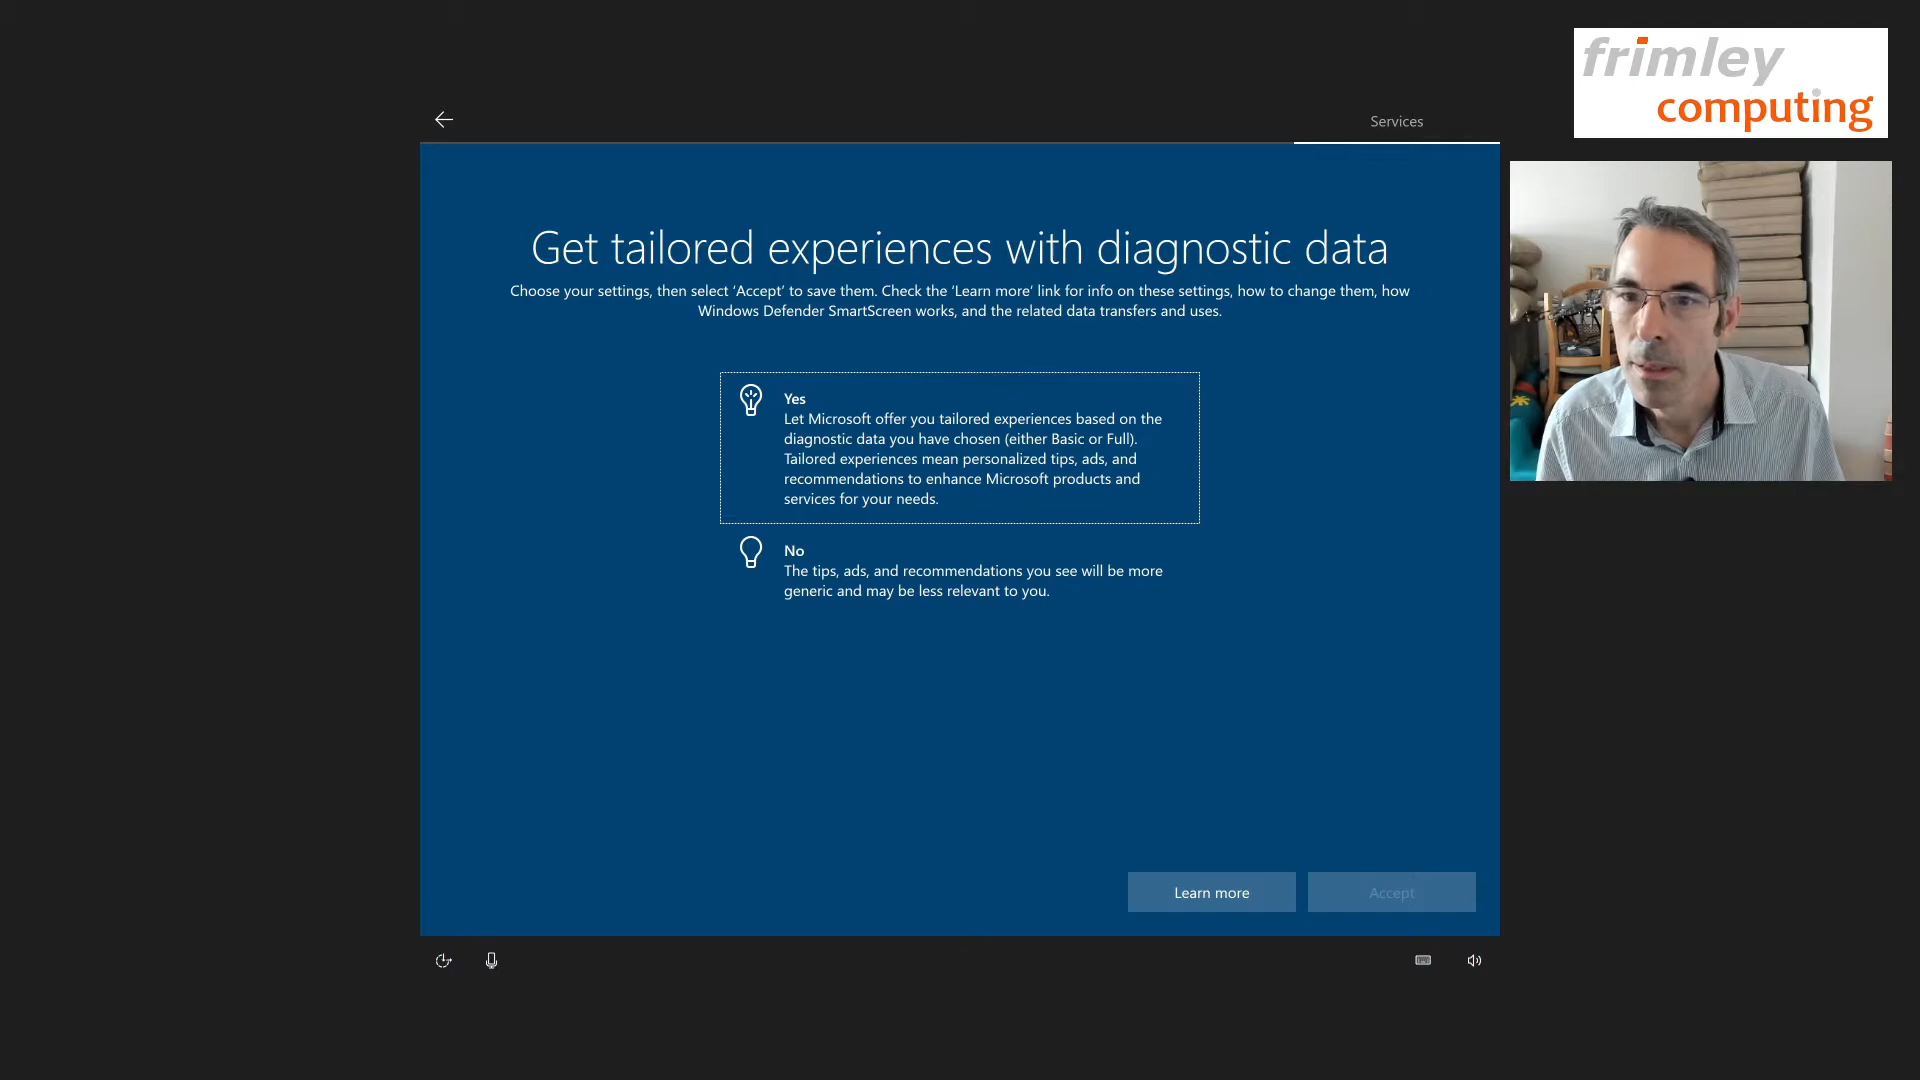 frimley
computing
Services
Get tailored experiences with diagnostic data
Choose your settings, then select ‘Accept’ to save them. Check the ‘Learn more’ link for info on these settings, how to change them, how
Windows Defender SmartScreen works, and the related data transfers and uses.
Yes
Let Microsoft offer you tailored experiences based on the
diagnostic data you have chosen (either Basic or Full).
Tailored experiences mean personalized tips, ads, and
recommendations to enhance Microsoft products and
services for your needs.
No
The tips, ads, and recommendations you see will be more
generic and may be less relevant to you.
Learn more
Accept